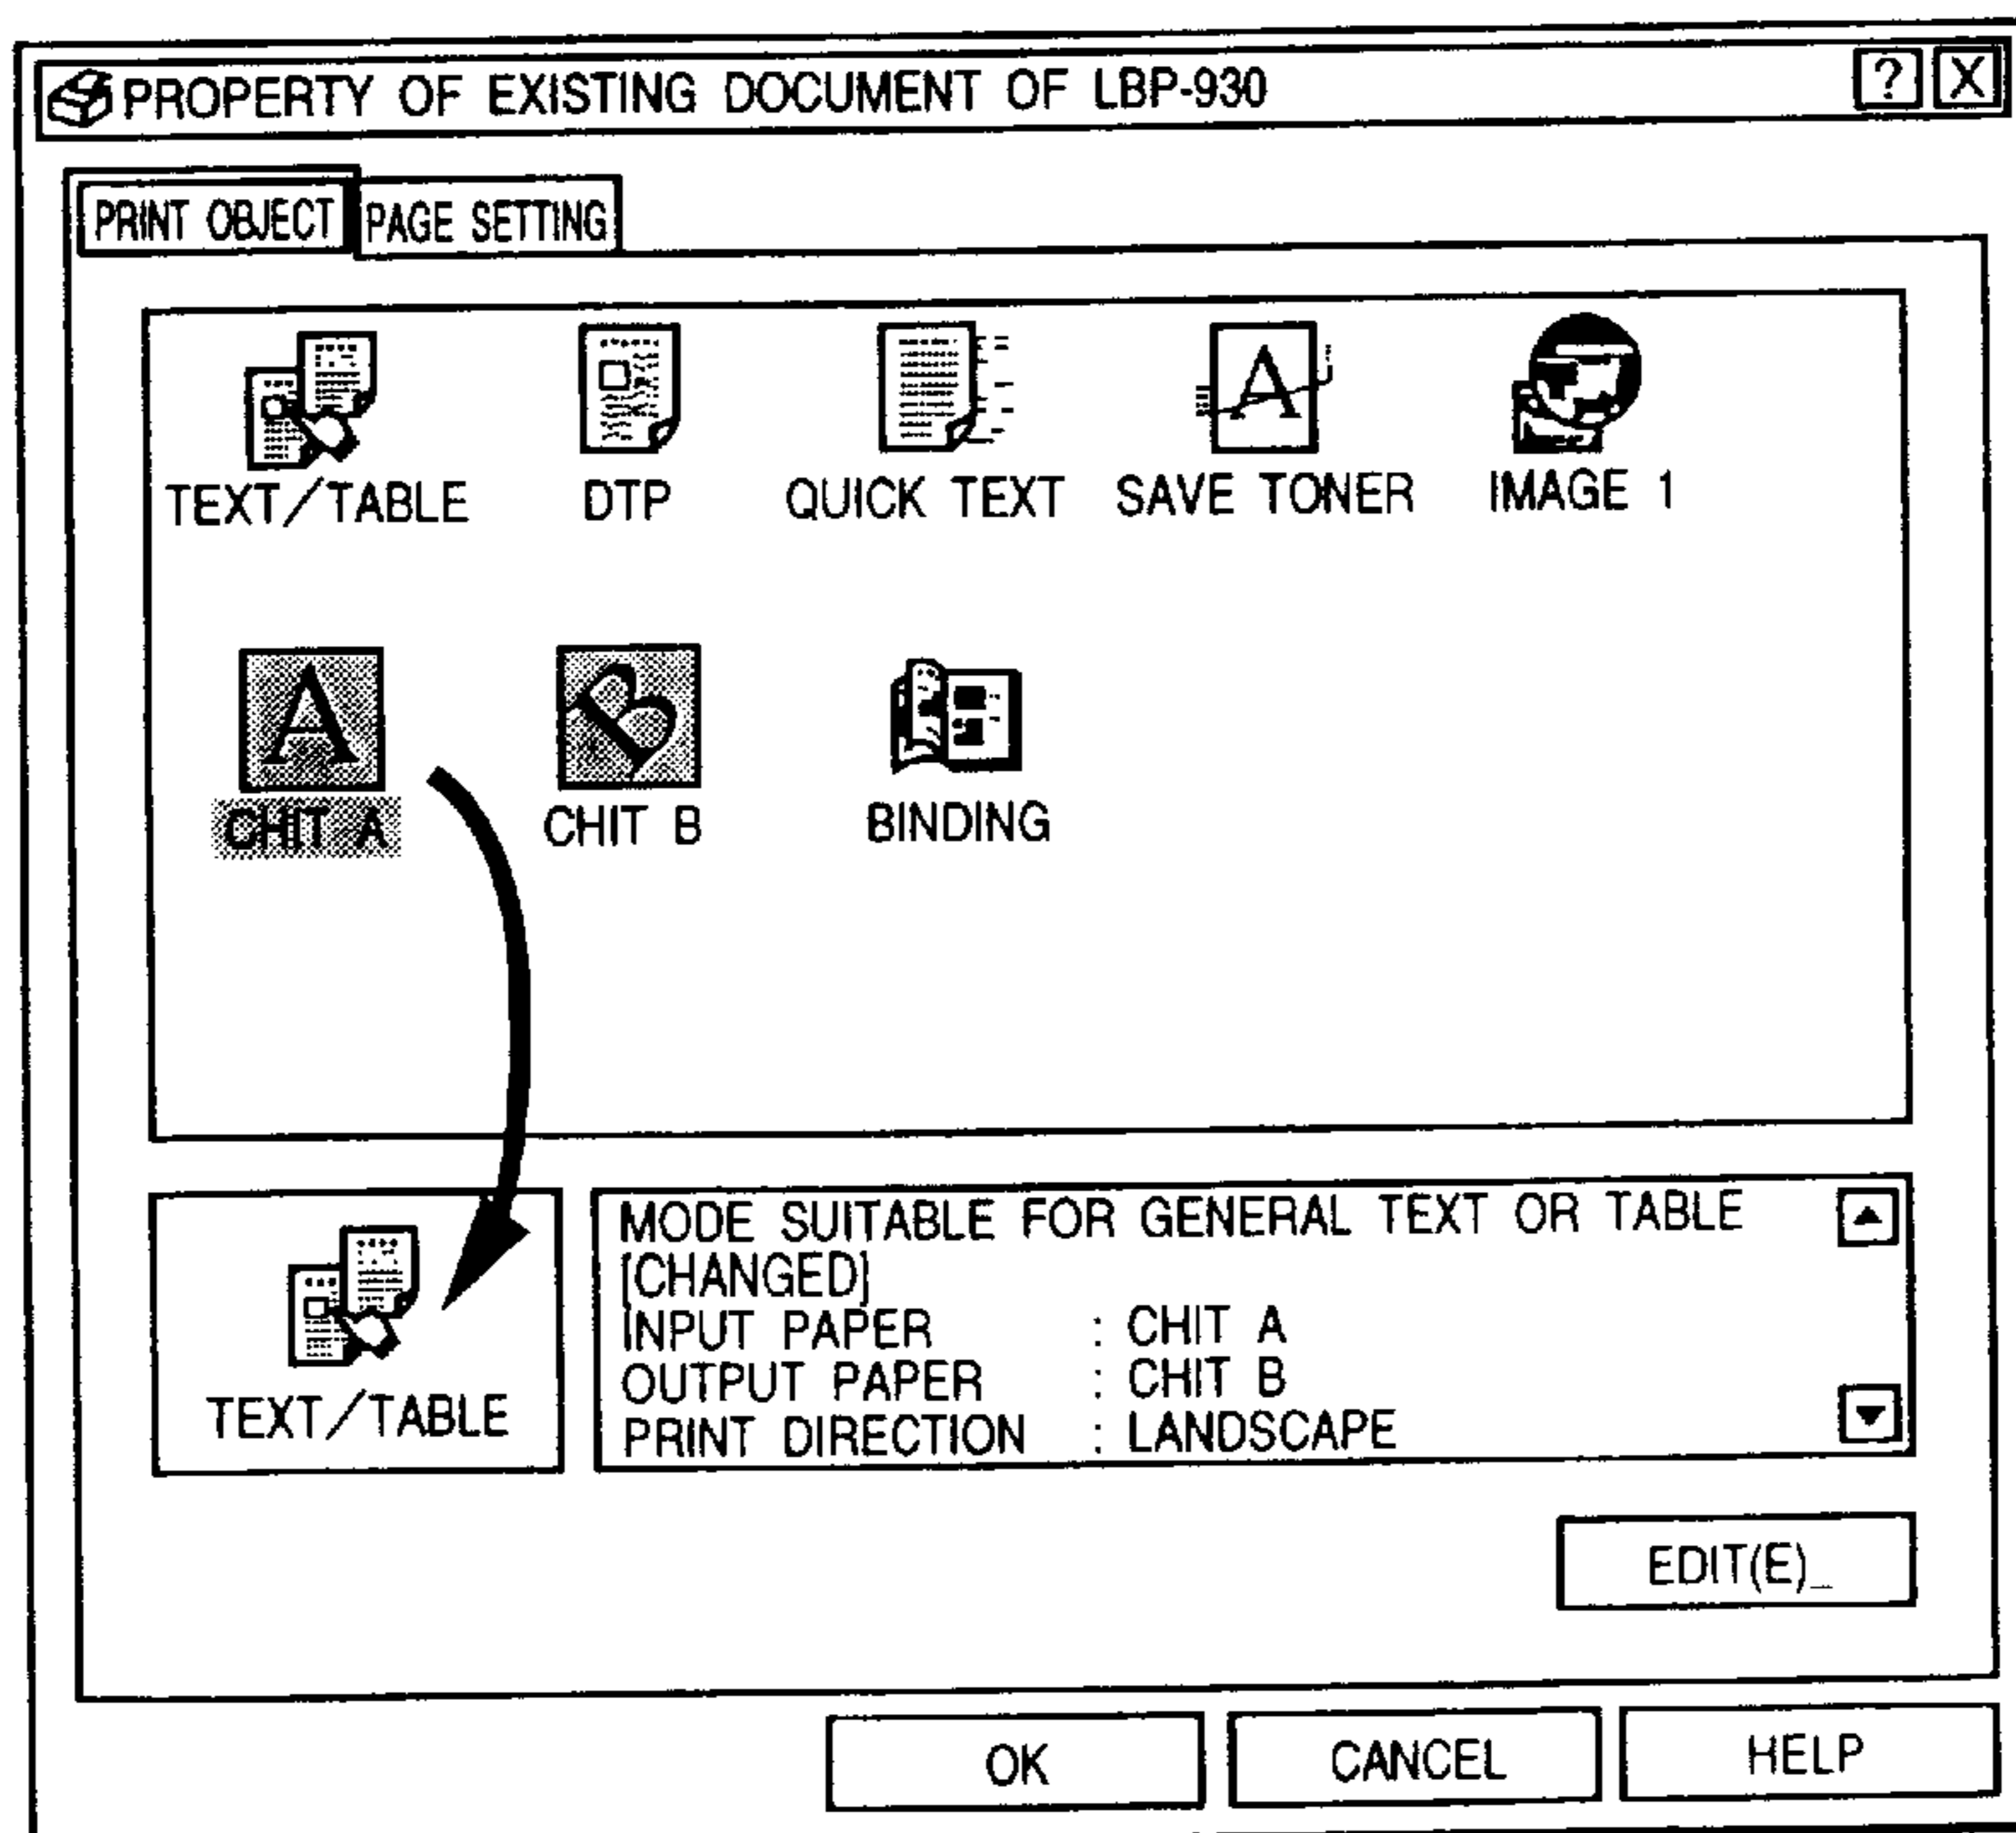 PROPERTY OF EXISTING DOCUMENT OF LBP-930 ? X
PRINT OBJECT PAGE SETTING
TEXT/TABLE DTP QUICK TEXT SAVE TONER IMAGE 1
CHIT A CHIT B BINDING
MODE SUITABLE FOR GENERAL TEXT OR TABLE
[CHANGED]
INPUT PAPER : CHIT A
OUTPUT PAPER : CHIT B
PRINT DIRECTION : LANDSCAPE
TEXT/TABLE
EDIT(E)_
OK CANCEL HELP